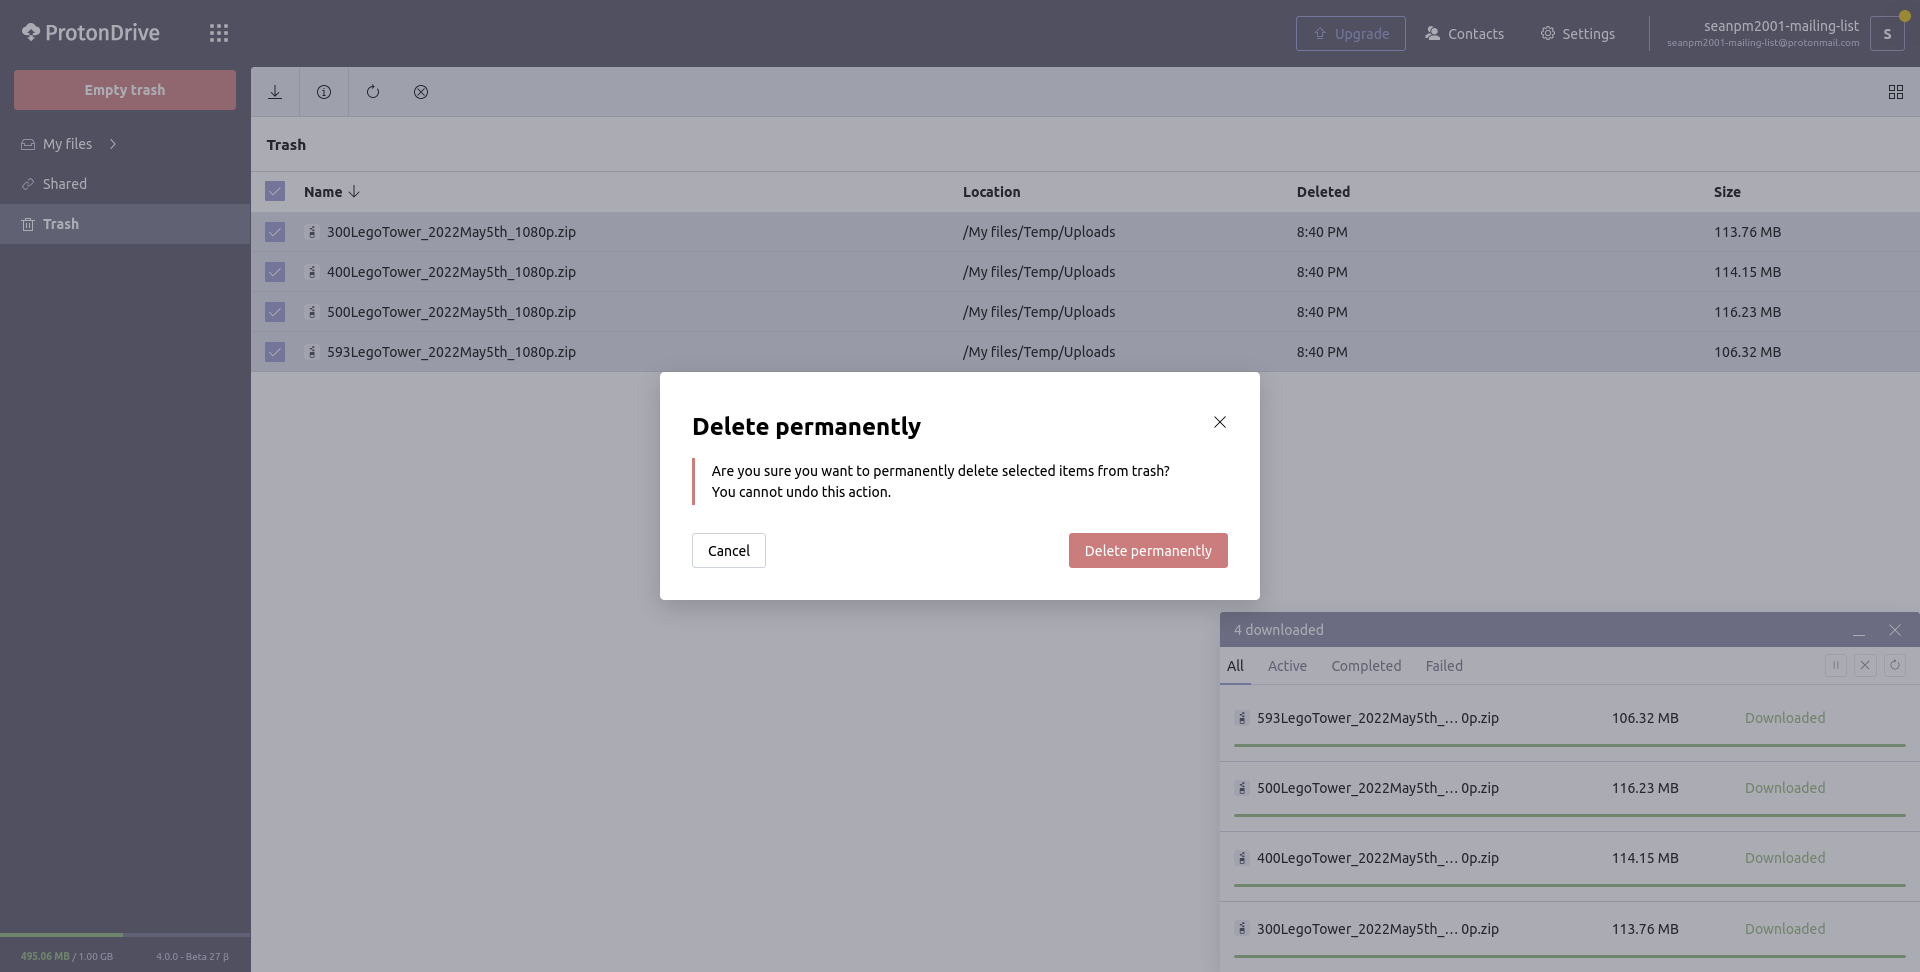 ProtonDrive
Upgrade
Contacts
Settings
seanpm2001-mailing-list
seanpm2001-mailing-list@protonmail.com
S
Empty trash
My files
Shared
Trash
Trash
Name Location Deleted Size
300LegoTower_2022May5th_1080p.zip /My files/Temp/Uploads 8:40 PM 113.76 MB
400LegoTower_2022May5th_1080p.zip /My files/Temp/Uploads 8:40 PM 114.15 MB
500LegoTower_2022May5th_1080p.zip /My files/Temp/Uploads 8:40 PM 116.23 MB
593LegoTower_2022May5th_1080p.zip /My files/Temp/Uploads 8:40 PM 106.32 MB
Delete permanently
Are you sure you want to permanently delete selected items from trash?
You cannot undo this action.
Cancel Delete permanently
4 downloaded
All Active Completed Failed
593LegoTower_2022May5th_... 0p.zip 106.32 MB Downloaded
500LegoTower_2022May5th_... 0p.zip 116.23 MB Downloaded
400LegoTower_2022May5th_... 0p.zip 114.15 MB Downloaded
300LegoTower_2022May5th_... 0p.zip 113.76 MB Downloaded
495.06 MB / 1.00 GB 4.0.0 - Beta 27 β